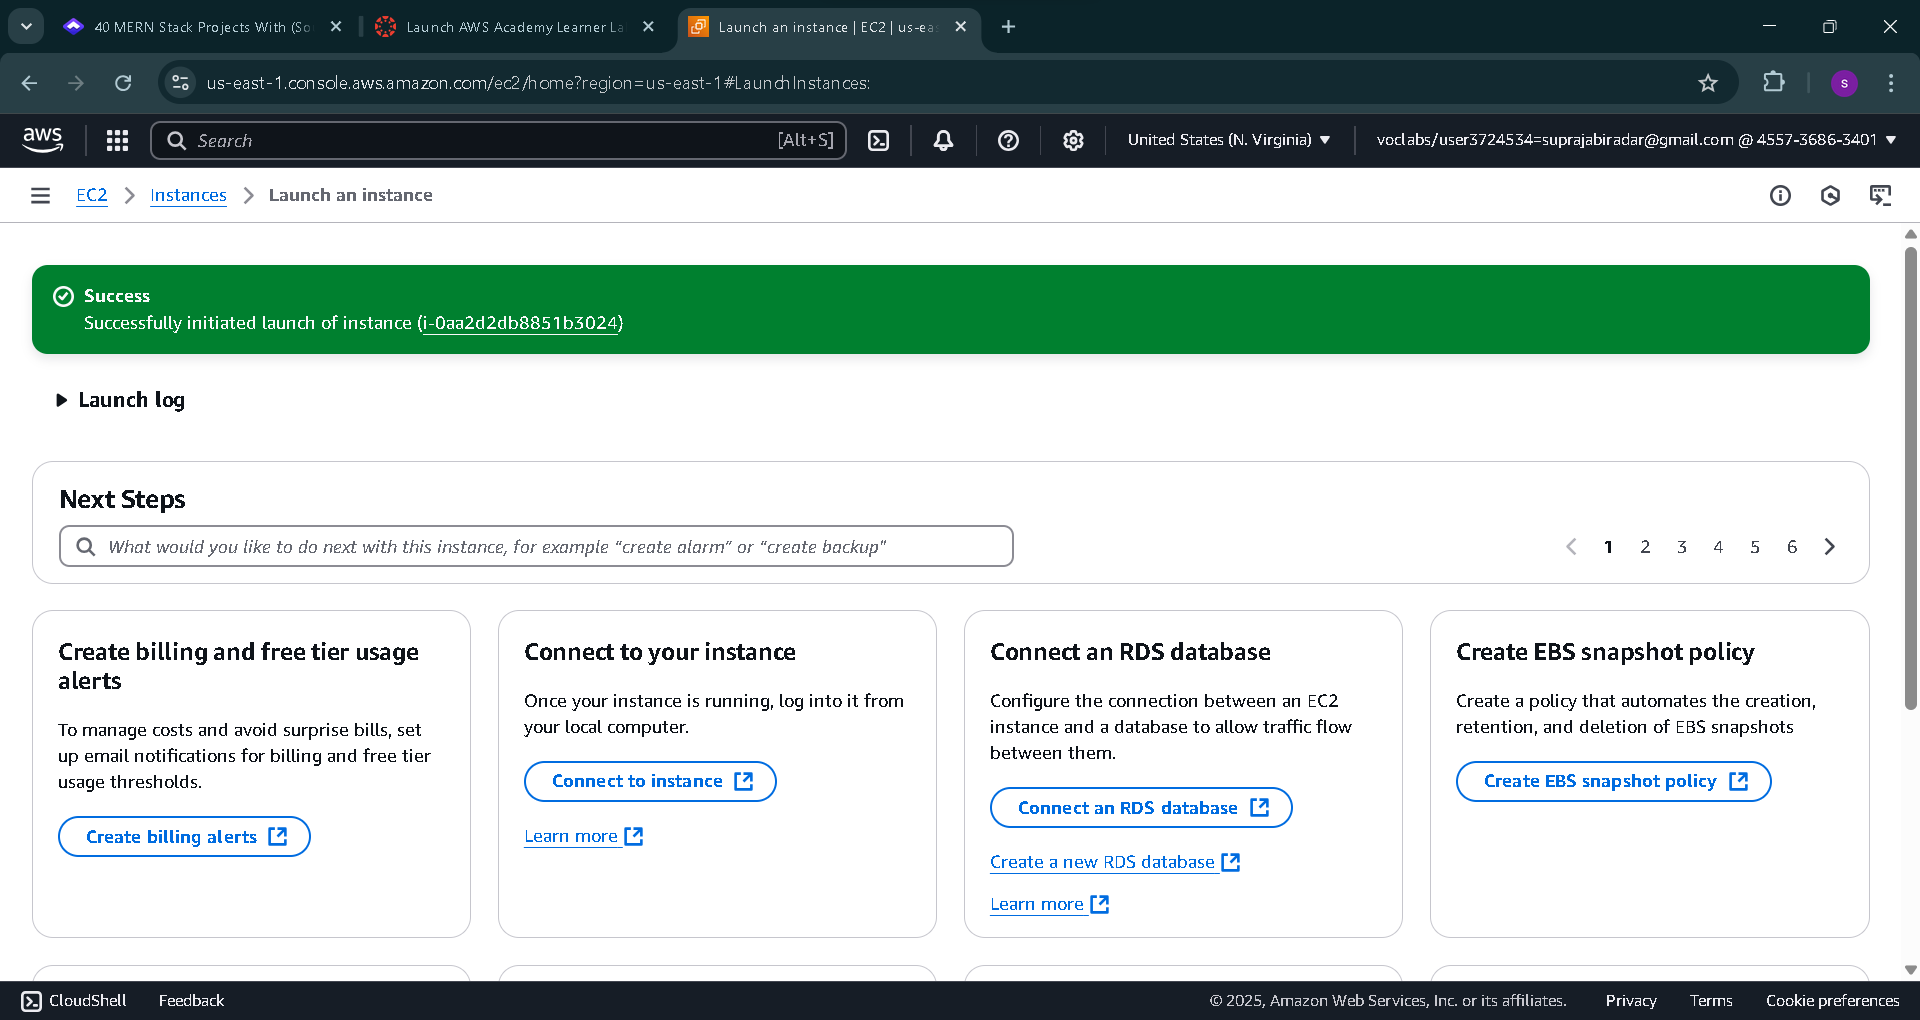 40 MERN Stack Projects With (So
Launch AWS Academy Learner La
Launch an instance | EC2 | us-eas
us-east-1.console.aws.amazon.com/ec2/home?region=us-east-1#LaunchInstances:
S
aws
Search
[Alt+S]
United States (N. Virginia)
voclabs/user3724534=suprajabiradar@gmail.com @ 4557-3686-3401
EC2
Instances
Launch an instance
Success
Successfully initiated launch of instance (i-0aa2d2db8851b3024)
Launch log
Next Steps
What would you like to do next with this instance, for example “create alarm” or “create backup"
1 2 3 4 5 6
Create billing and free tier usage
alerts
To manage costs and avoid surprise bills, set
up email notifications for billing and free tier
usage thresholds.
Create billing alerts
Connect to your instance
Once your instance is running, log into it from
your local computer.
Connect to instance
Learn more
Connect an RDS database
Configure the connection between an EC2
instance and a database to allow traffic flow
between them.
Connect an RDS database
Create a new RDS database
Learn more
Create EBS snapshot policy
Create a policy that automates the creation,
retention, and deletion of EBS snapshots
Create EBS snapshot policy
CloudShell
Feedback
© 2025, Amazon Web Services, Inc. or its affiliates.
Privacy
Terms
Cookie preferences